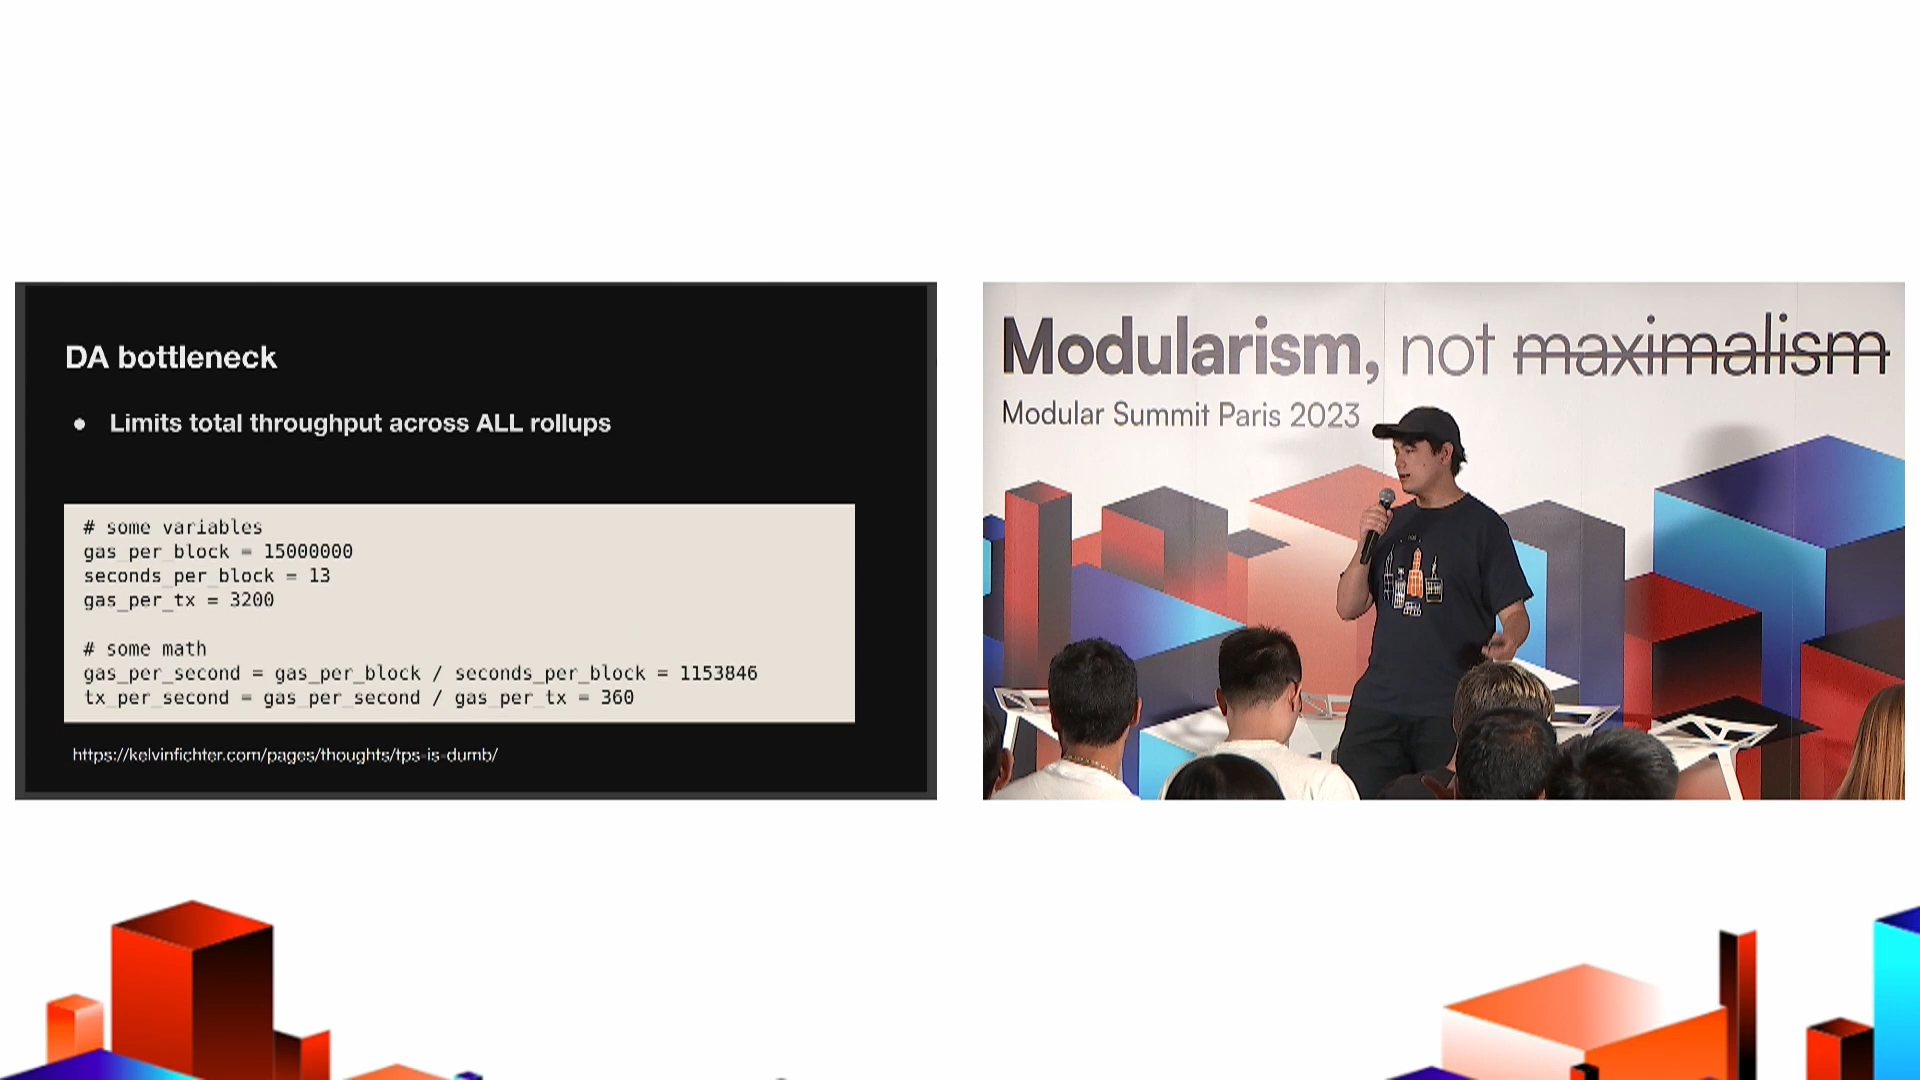 DA bottleneck
● Limits total throughput across ALL rollups
# some variables
gas_per_block = 15000000
seconds_per_block = 13
gas_per_tx = 3200
# some math
gas_per_second = gas_per_block / seconds_per_block = 1153846
tx_per_second = gas_per_second / gas_per_tx = 360
https://kelvinfichter.com/pages/thoughts/tps-is-dumb/
Modularism, not maximalism
Modular Summit Paris 2023